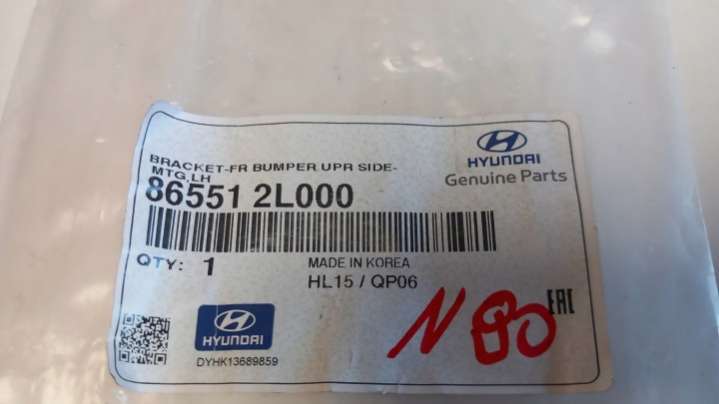 BRACKET-FR BUMPER UPR SIDE-
MTG,LH
86551 2L000
HYUNDAI
Genuine Parts
QTY: 1
MADE IN KOREA
HL15 / QP06
HYUNDAI
DYHK13689859
N
EAC